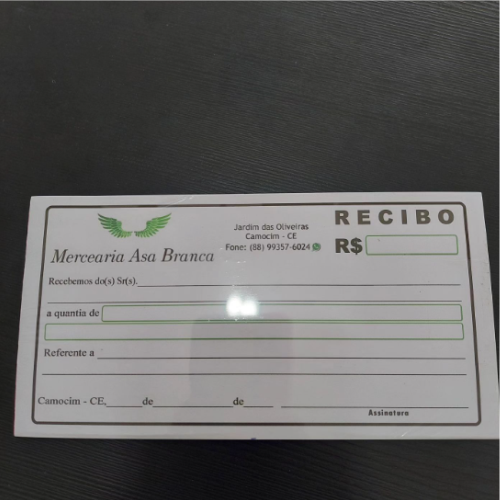 RECIBO
Jardim das Oliveiras
Camocim - CE
Fone: (88) 99357-6024
R$
Mercearia Asa Branca
Recebemos do(s) Sr(s).
a quantia de
Referente a
Camocim - CE, de de
Assinatura